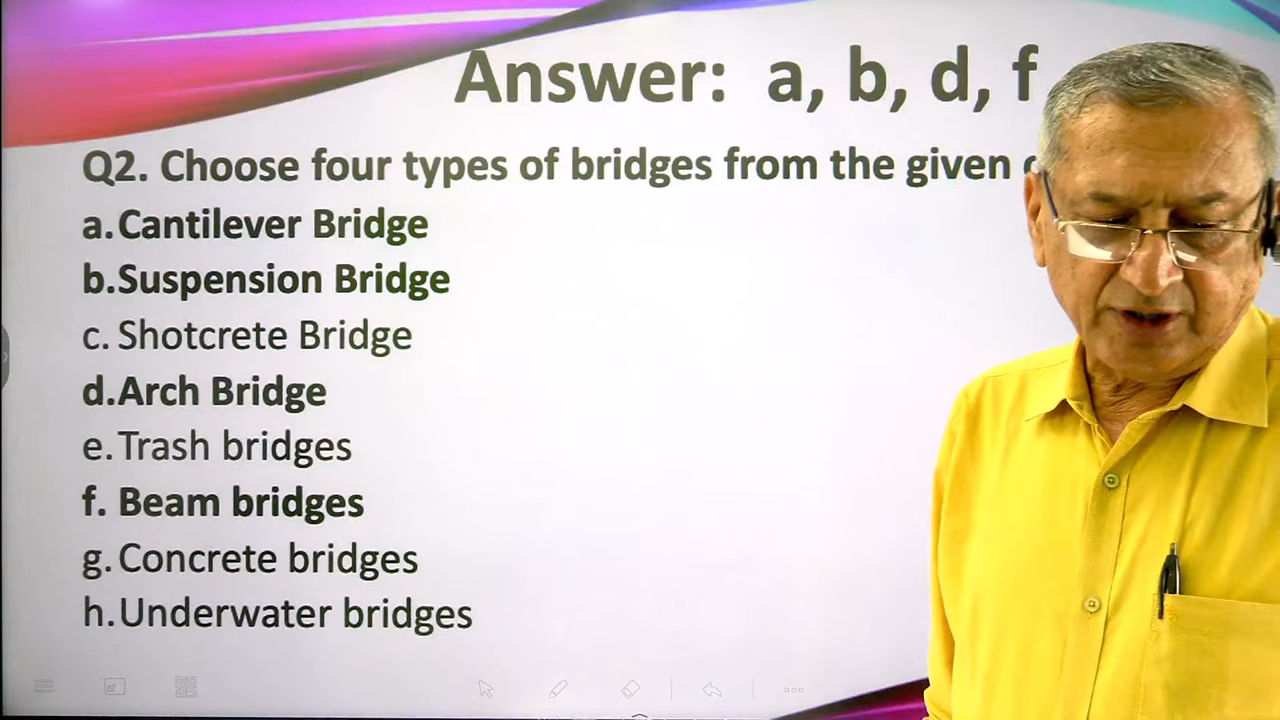 Answer: a, b, d, f
Q2. Choose four types of bridges from the given
a. Cantilever Bridge
b. Suspension Bridge
c. Shotcrete Bridge
d. Arch Bridge
e. Trash bridges
f. Beam bridges
g. Concrete bridges
h. Underwater bridges